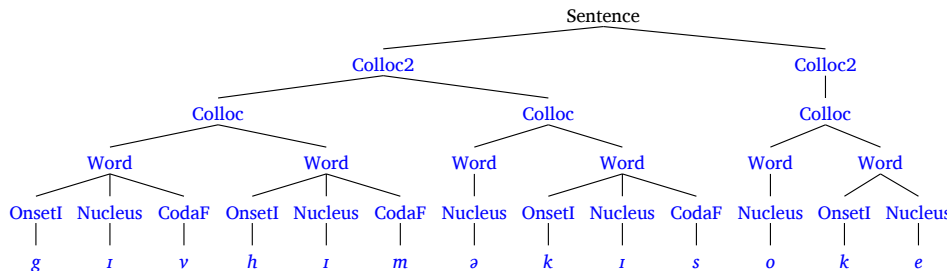 Sentence
Colloc2 Colloc2
Colloc Colloc Colloc
Word Word Word Word Word Word
OnsetI Nucleus CodaF OnsetI Nucleus CodaF Nucleus OnsetI Nucleus CodaF Nucleus OnsetI Nucleus
g ɪ v h ɪ m ə k ɪ s o k e